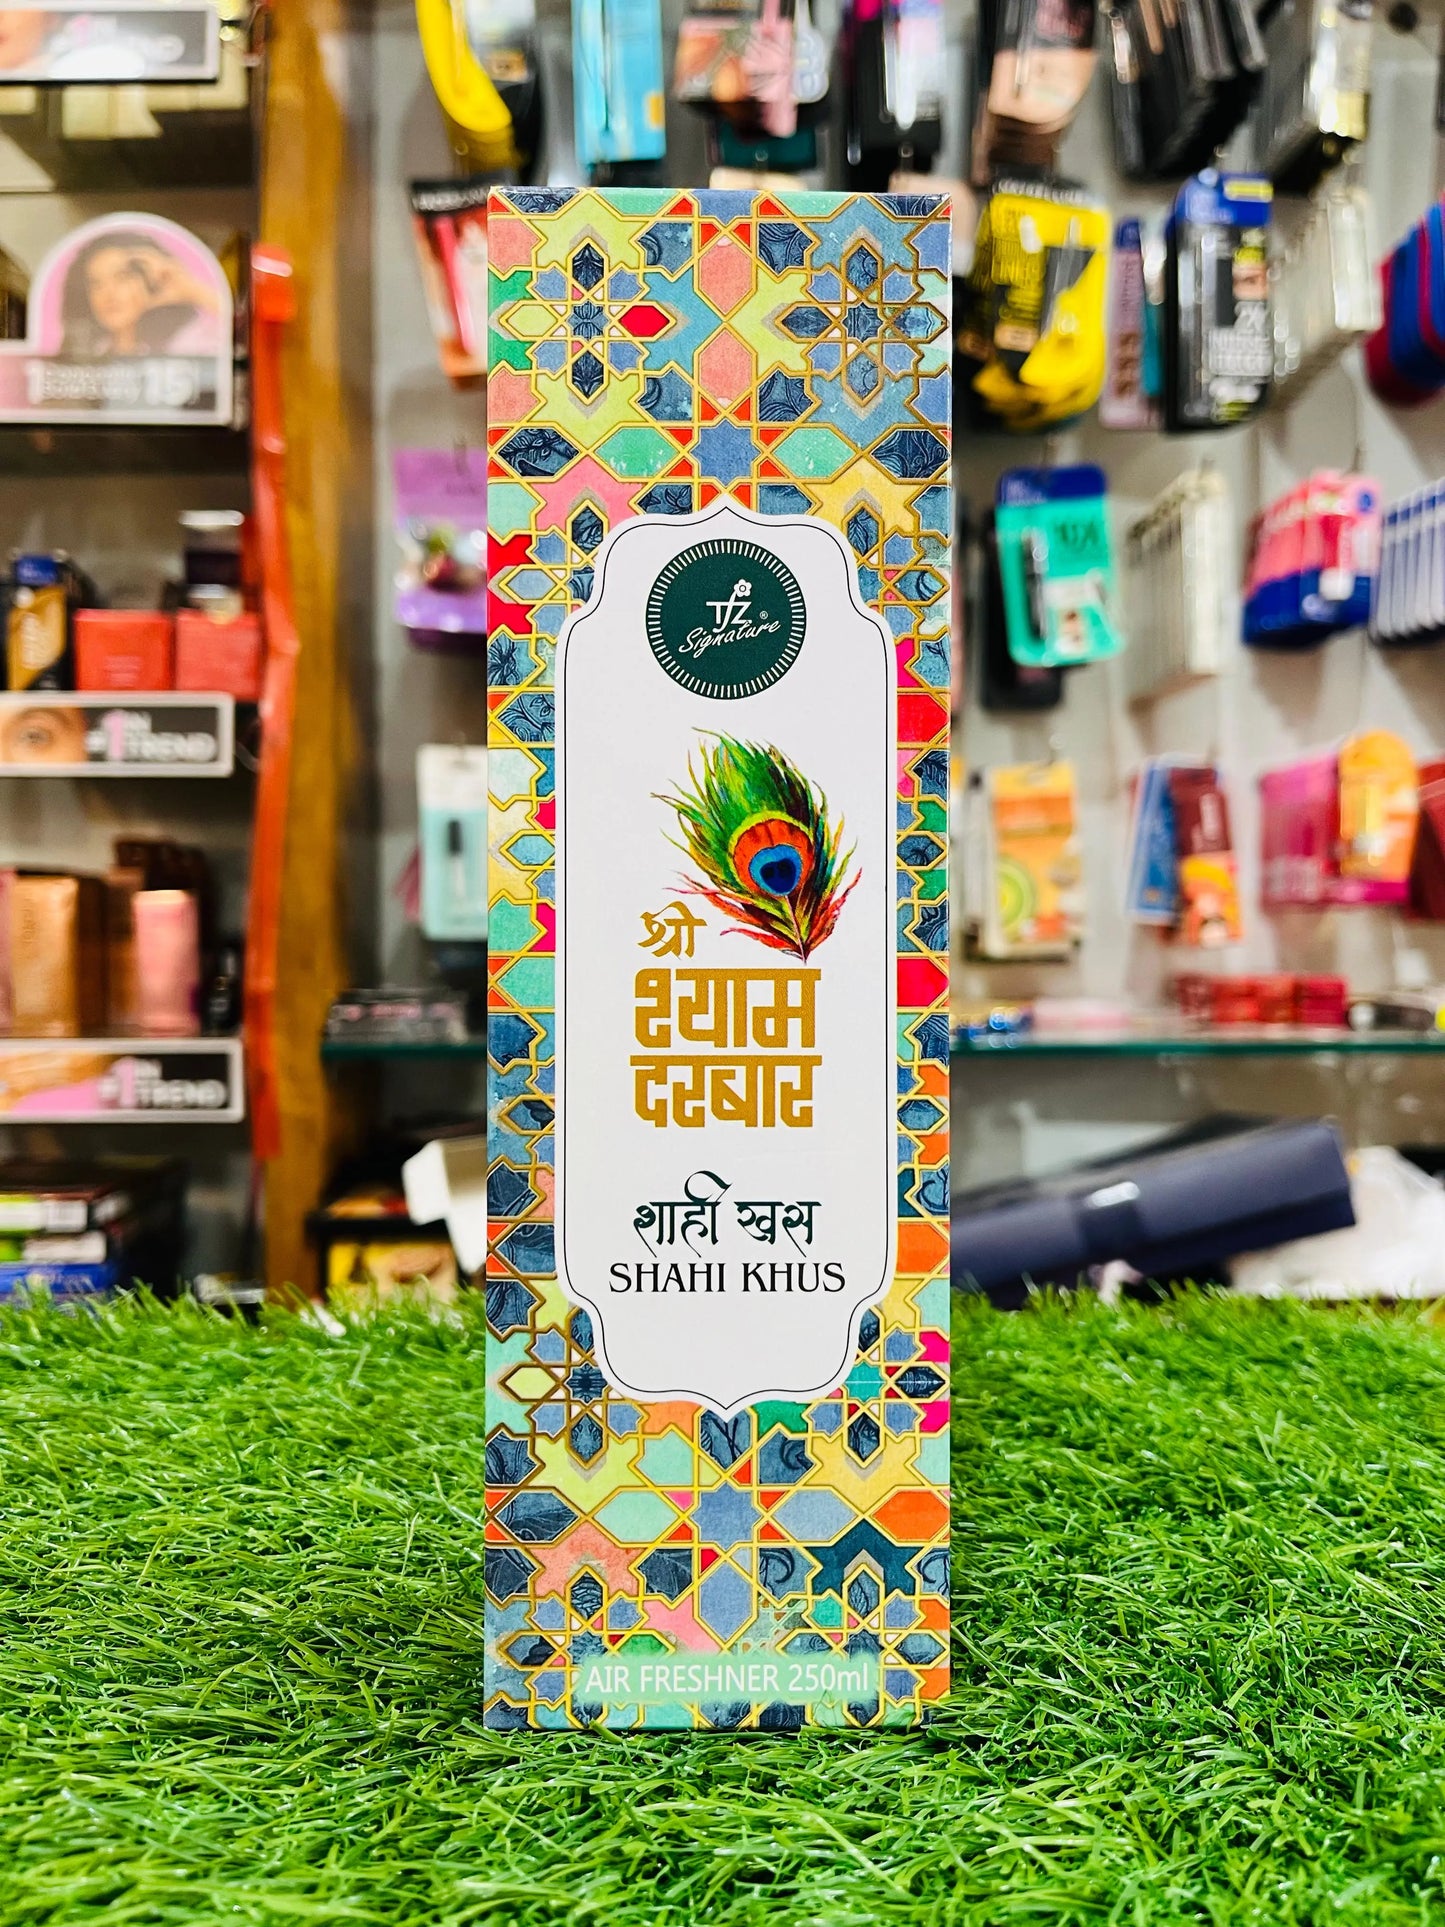 TJZ®
Signature
श्री
श्याम
दरबार
शाही खस
SHAHI KHUS
AIR FRESHNER 250ml